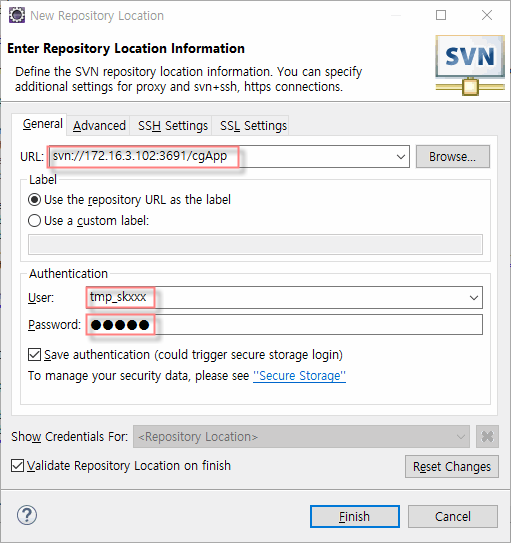 New Repository Location
Enter Repository Location Information
Define the SVN repository location information. You can specify
additional settings for proxy and svn+ssh, https connections.
SVN
General
Advanced
SSH Settings
SSL Settings
URL:
svn://172.16.3.102:3691/cgApp
Browse...
Label
Use the repository URL as the label
Use a custom label:
Authentication
User:
tmp_skxxx
Password:
●●●●●
Save authentication (could trigger secure storage login)
To manage your security data, please see "Secure Storage"
Show Credentials For:
<Repository Location>
Validate Repository Location on finish
Reset Changes
?
Finish
Cancel